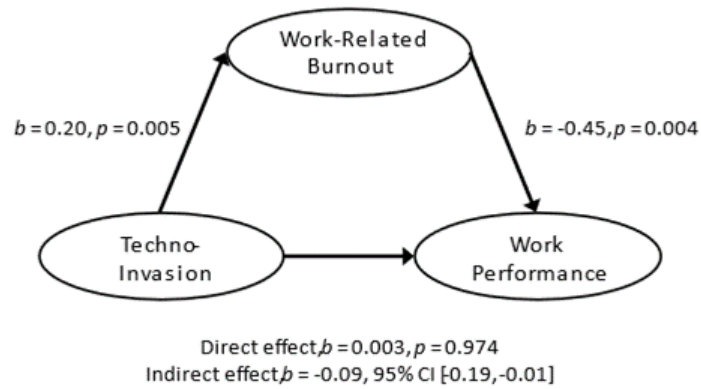 Work-Related
Burnout
b = 0.20, p = 0.005
b = -0.45, p = 0.004
Techno-
Invasion
Work
Performance
Direct effect, b = 0.003, p = 0.974
Indirect effect, b = -0.09, 95% CI [-0.19, -0.01]